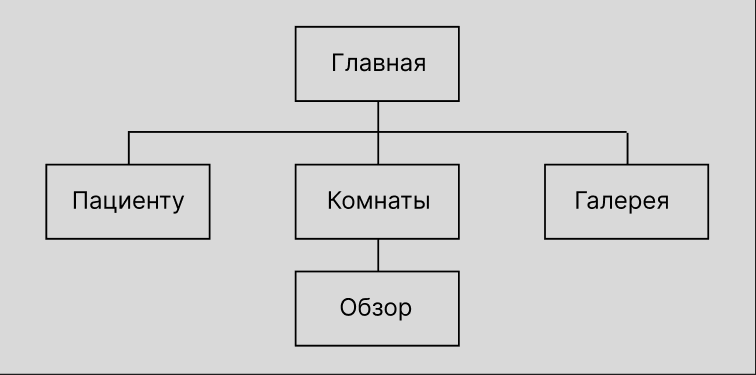 Главная
Пациенту
Комнаты
Галерея
Обзор